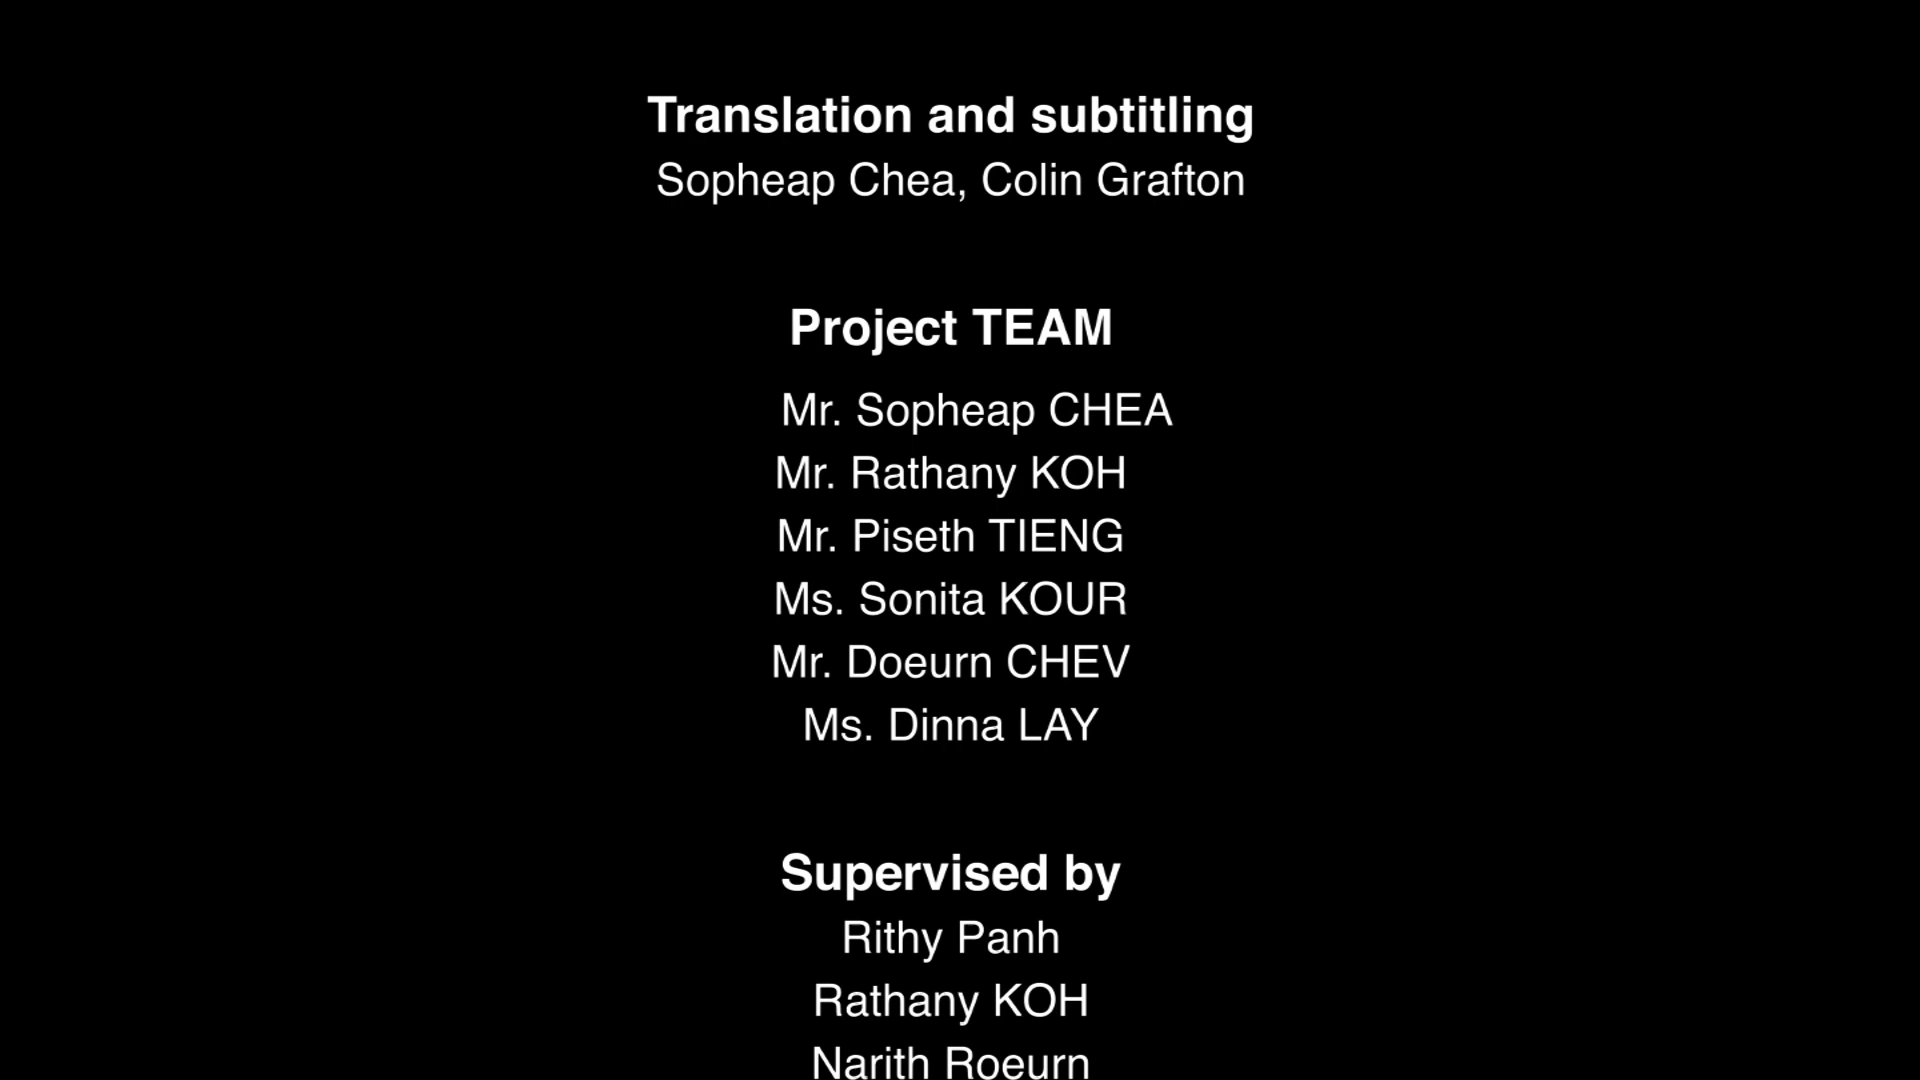 Translation and subtitling
Sopheap Chea, Colin Grafton
Project TEAM
Mr. Sopheap CHEA
Mr. Rathany KOH
Mr. Piseth TIENG
Ms. Sonita KOUR
Mr. Doeurn CHEV
Ms. Dinna LAY
Supervised by
Rithy Panh
Rathany KOH
Narith Roeurn